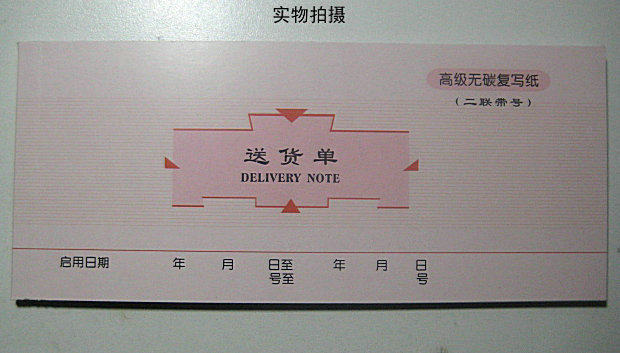 实物拍摄
高级无碳复写纸
（二联带号）
送货单
DELIVERY NOTE
启用日期 年 月 日至 年 月 日
号至 号